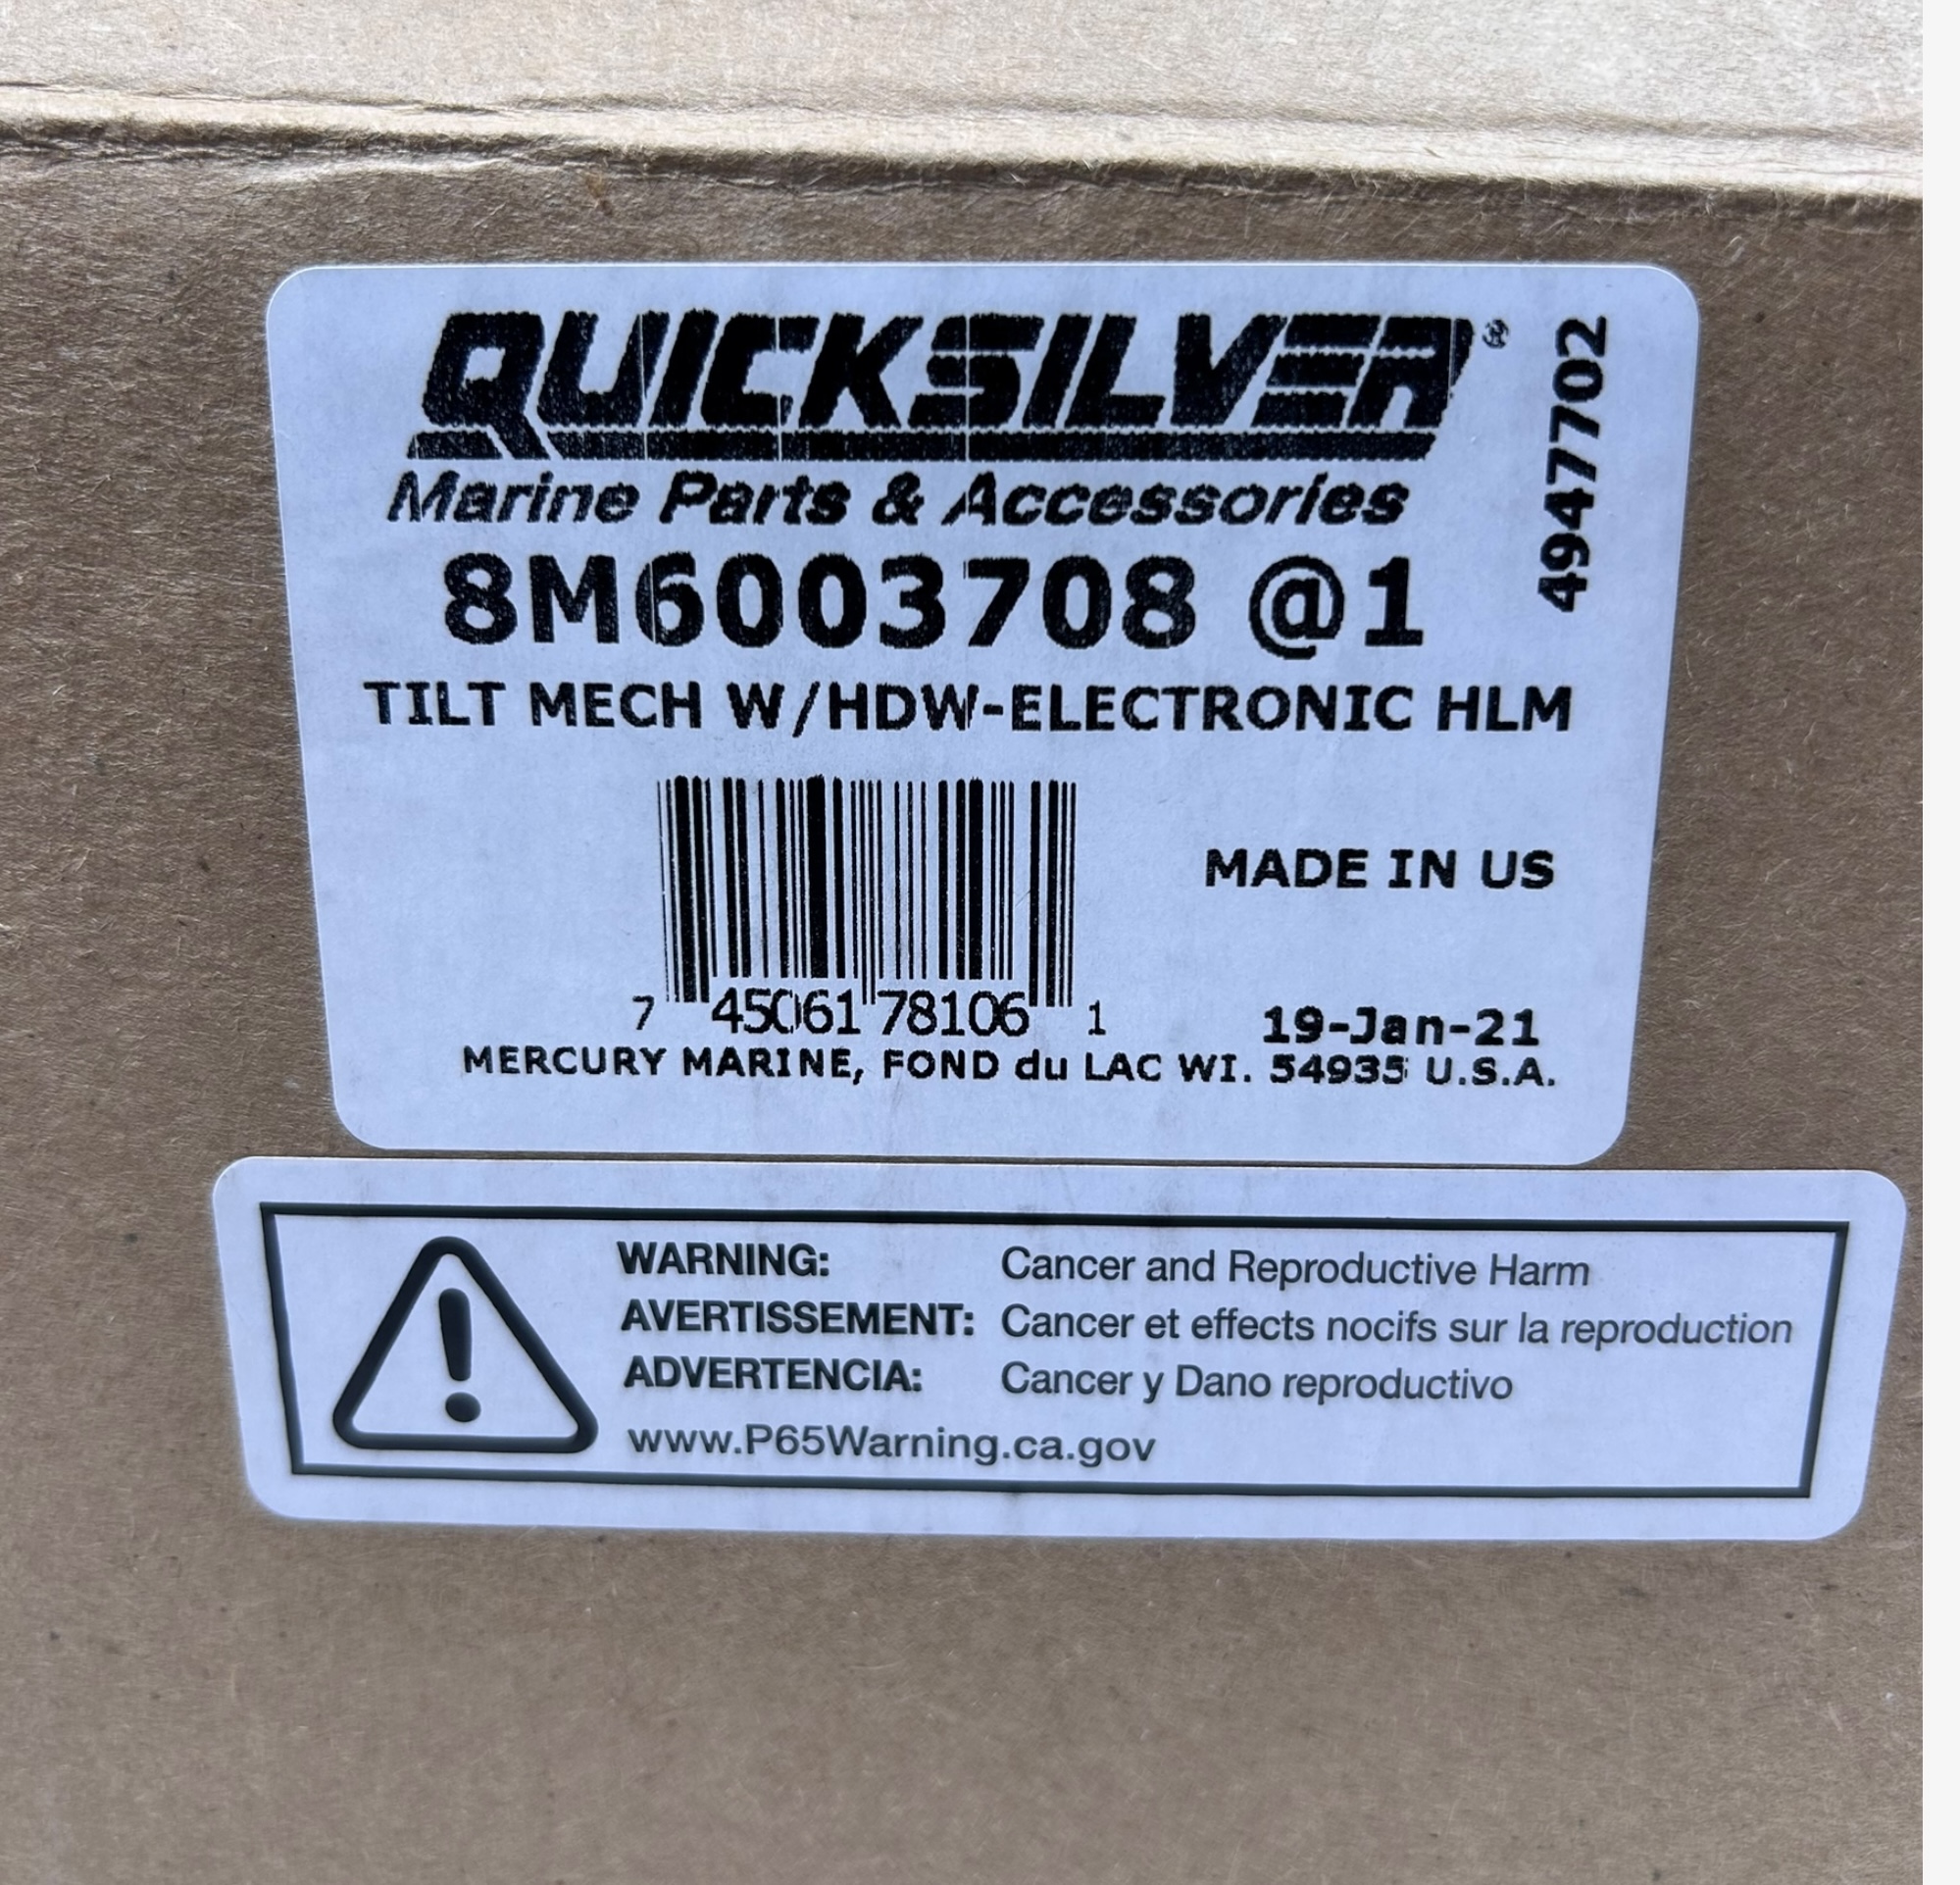 QUICKSILVER®
Marine Parts & Accessories
8M6003708 @1
4947702
TILT MECH W/HDW-ELECTRONIC HLM
MADE IN US
7 45061 78106 1
19-Jan-21
MERCURY MARINE, FOND du LAC WI. 54935 U.S.A.
WARNING: Cancer and Reproductive Harm
AVERTISSEMENT: Cancer et effects nocifs sur la reproduction
ADVERTENCIA: Cancer y Dano reproductivo
www.P65Warning.ca.gov